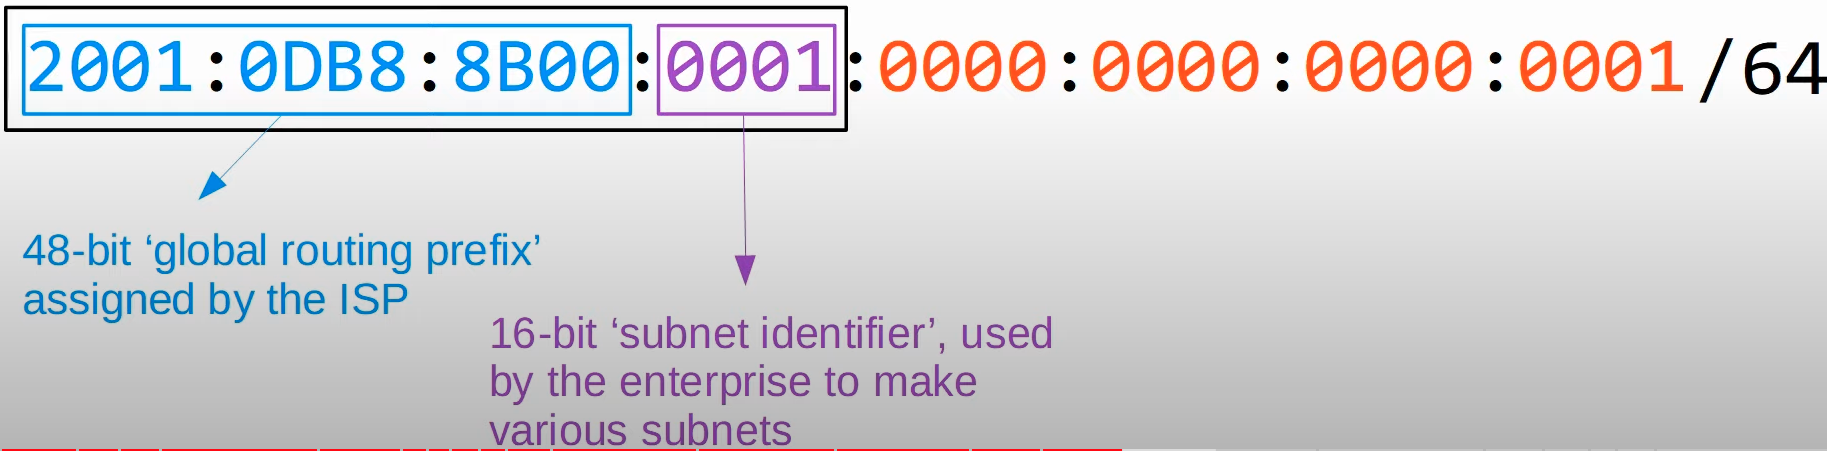 2001:0DB8:8B00:0001:0000:0000:0000:0001/64
48-bit ‘global routing prefix’
assigned by the ISP
16-bit ‘subnet identifier’, used
by the enterprise to make
various subnets